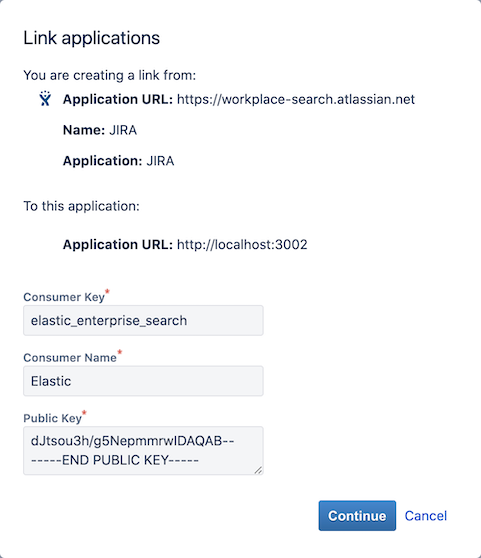 Link applications
You are creating a link from:
Application URL: https://workplace-search.atlassian.net
Name: JIRA
Application: JIRA
To this application:
Application URL: http://localhost:3002
Consumer Key*
elastic_enterprise_search
Consumer Name*
Elastic
Public Key*
dJtsou3h/g5NepmmrwIDAQAB--
------END PUBLIC KEY-----
Continue Cancel